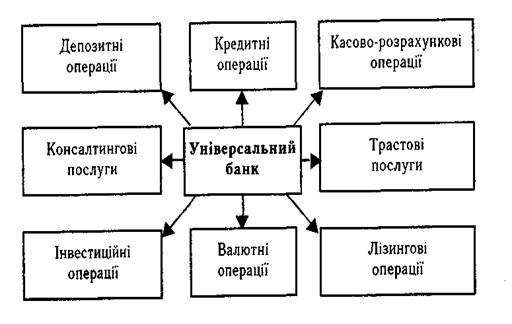 Депозитні
операції
Кредитні
операції
Касово-розрахункові
операції
Консалтингові
послуги
Універсальний
банк
Трастові
послуги
Інвестиційні
операції
Валютні
операції
Лізингові
операції